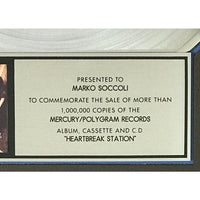 PRESENTED TO
MARKO SOCCOLI
TO COMMEMORATE THE SALE OF MORE THAN
1,000,000 COPIES OF THE
MERCURY/POLYGRAM RECORDS
ALBUM, CASSETTE AND C.D.
"HEARTBREAK STATION"